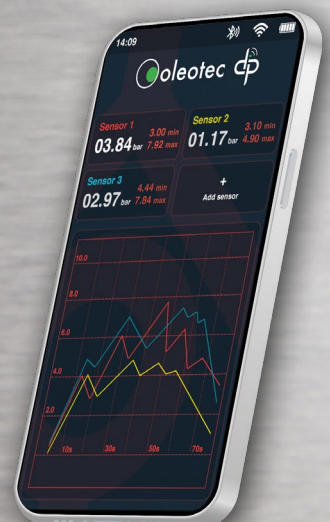 14:09
oleotec dp
Sensor 1
3.00 min
03.84 bar 7.92 max
Sensor 2
3.10 min
01.17 bar 4.90 max
Sensor 3
4.44 min
02.97 bar 7.84 max
+
Add sensor
10.0
8.0
6.0
4.0
2.0
10s 30s 50s 70s